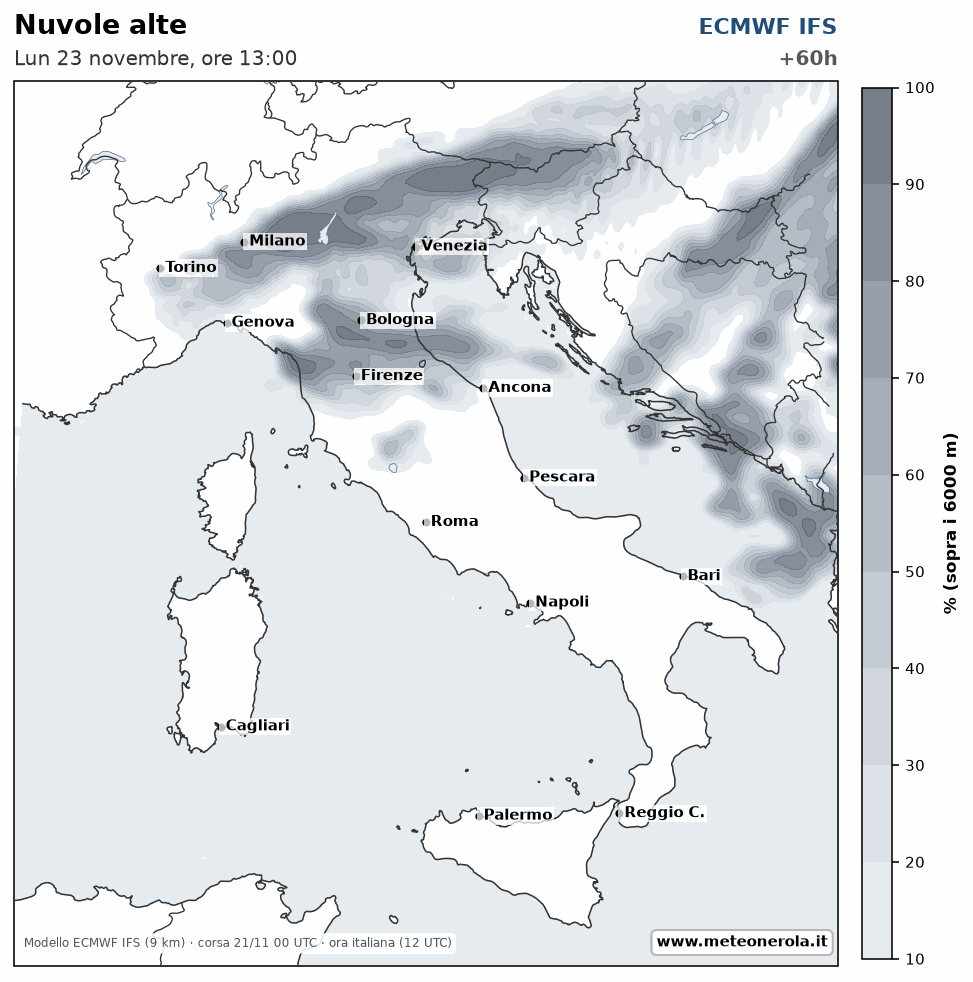 Nuvole alte
ECMWF IFS
Lun 23 novembre, ore 13:00
+60h
Milano
Venezia
Torino
Genova
Bologna
Firenze
Ancona
Pescara
Roma
Bari
Napoli
Cagliari
Palermo
Reggio C.
100
90
80
70
60
50
40
30
20
10
% (sopra i 6000 m)
Modello ECMWF IFS (9 km) · corsa 21/11 00 UTC · ora italiana (12 UTC)
www.meteonerola.it